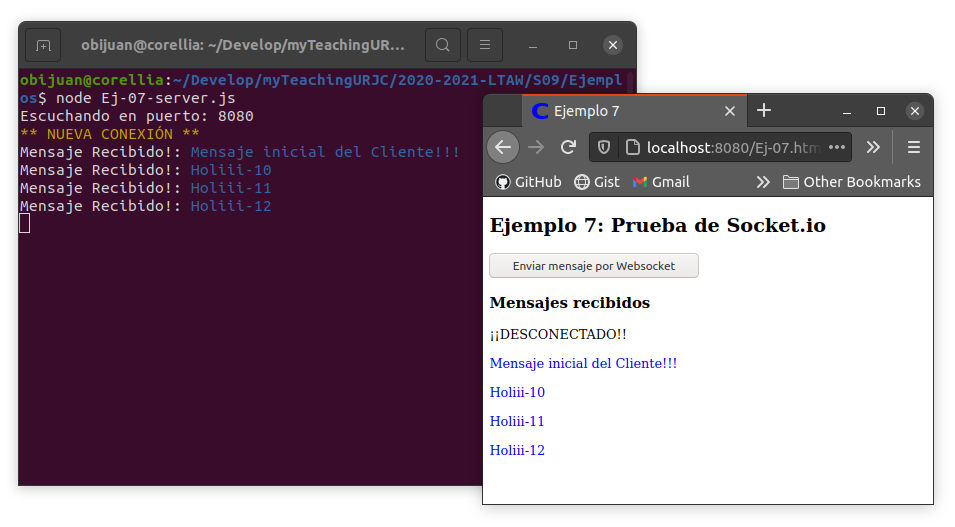 obijuan@corellia: ~/Develop/myTeachingUR...
obijuan@corellia:~/Develop/myTeachingURJC/2020-2021-LTAW/S09/Ejempl
os$ node Ej-07-server.js
Escuchando en puerto: 8080
** NUEVA CONEXIÓN **
Mensaje Recibido!: Mensaje inicial del Cliente!!!
Mensaje Recibido!: Holiii-10
Mensaje Recibido!: Holiii-11
Mensaje Recibido!: Holiii-12
Ejemplo 7
localhost:8080/Ej-07.htm
GitHub Gist Gmail Other Bookmarks
Ejemplo 7: Prueba de Socket.io
Enviar mensaje por Websocket
Mensajes recibidos
¡¡DESCONECTADO!!
Mensaje inicial del Cliente!!!
Holiii-10
Holiii-11
Holiii-12